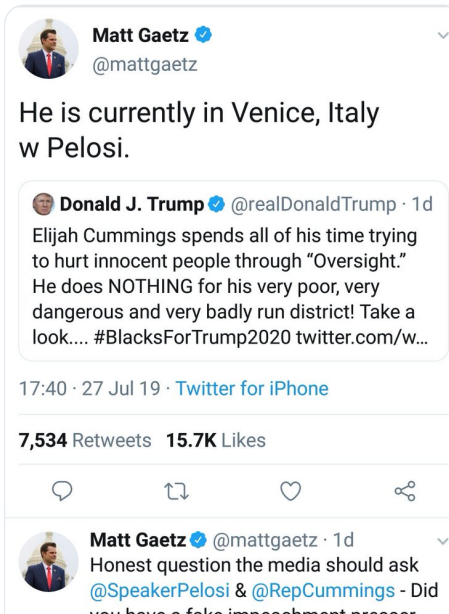 Matt Gaetz
@mattgaetz
He is currently in Venice, Italy
w Pelosi.
Donald J. Trump @realDonaldTrump · 1d
Elijah Cummings spends all of his time trying
to hurt innocent people through “Oversight.”
He does NOTHING for his very poor, very
dangerous and very badly run district! Take a
look.... #BlacksForTrump2020 twitter.com/w...
17:40 · 27 Jul 19 · Twitter for iPhone
7,534 Retweets 15.7K Likes
Matt Gaetz @mattgaetz · 1d
Honest question the media should ask
@SpeakerPelosi & @RepCummings - Did
you have a fake impeachment presser